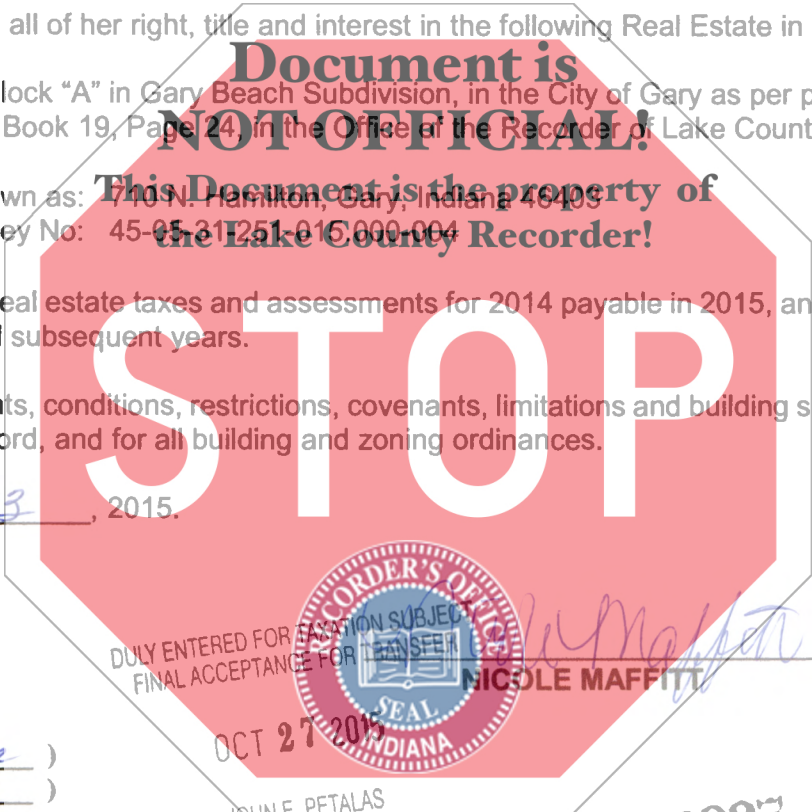 all of her right, title and interest in the following Real Estate in
Document is
lock “A” in Gary Beach Subdivision, in the City of Gary as per p
NOT OFFICIAL!
Book 19, Page 24, in the Office of the Recorder of Lake Count
This Document is the property of
wn as: 710 N. Hamilton, Gary, Indiana 46403
the Lake County Recorder!
ey No: 45-05-31-251-015.000-004
eal estate taxes and assessments for 2014 payable in 2015, an
subsequent years.
STOP
ts, conditions, restrictions, covenants, limitations and building s
ord, and for all building and zoning ordinances.
3, 2015.
RECORDER'S OFFICE
SEAL
INDIANA
DULY ENTERED FOR TAXATION SUBJECT
FINAL ACCEPTANCE FOR TRANSFER
Nicole Maffitt
NICOLE MAFFITT
OCT 27 2015
)
)
JOHN E. PETALAS